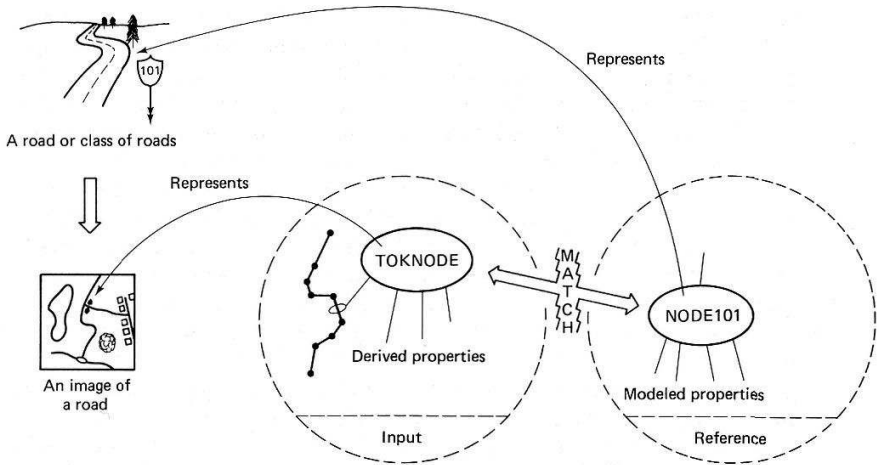 101
Represents
A road or class of roads
Represents
MATCH
TOKNODE
NODE101
Derived properties
Modeled properties
An image of
a road
Input
Reference